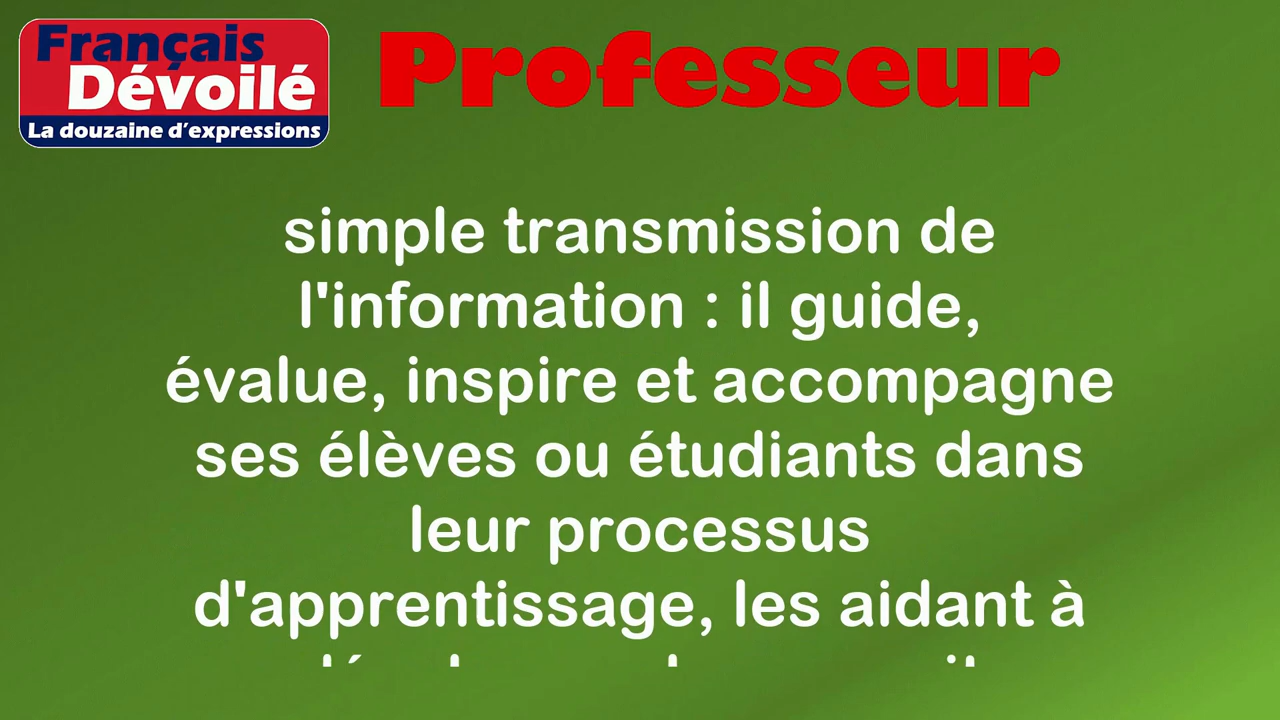 Français
Dévoilé
La douzaine d'expressions
Professeur
simple transmission de
l'information : il guide,
évalue, inspire et accompagne
ses élèves ou étudiants dans
leur processus
d'apprentissage, les aidant à